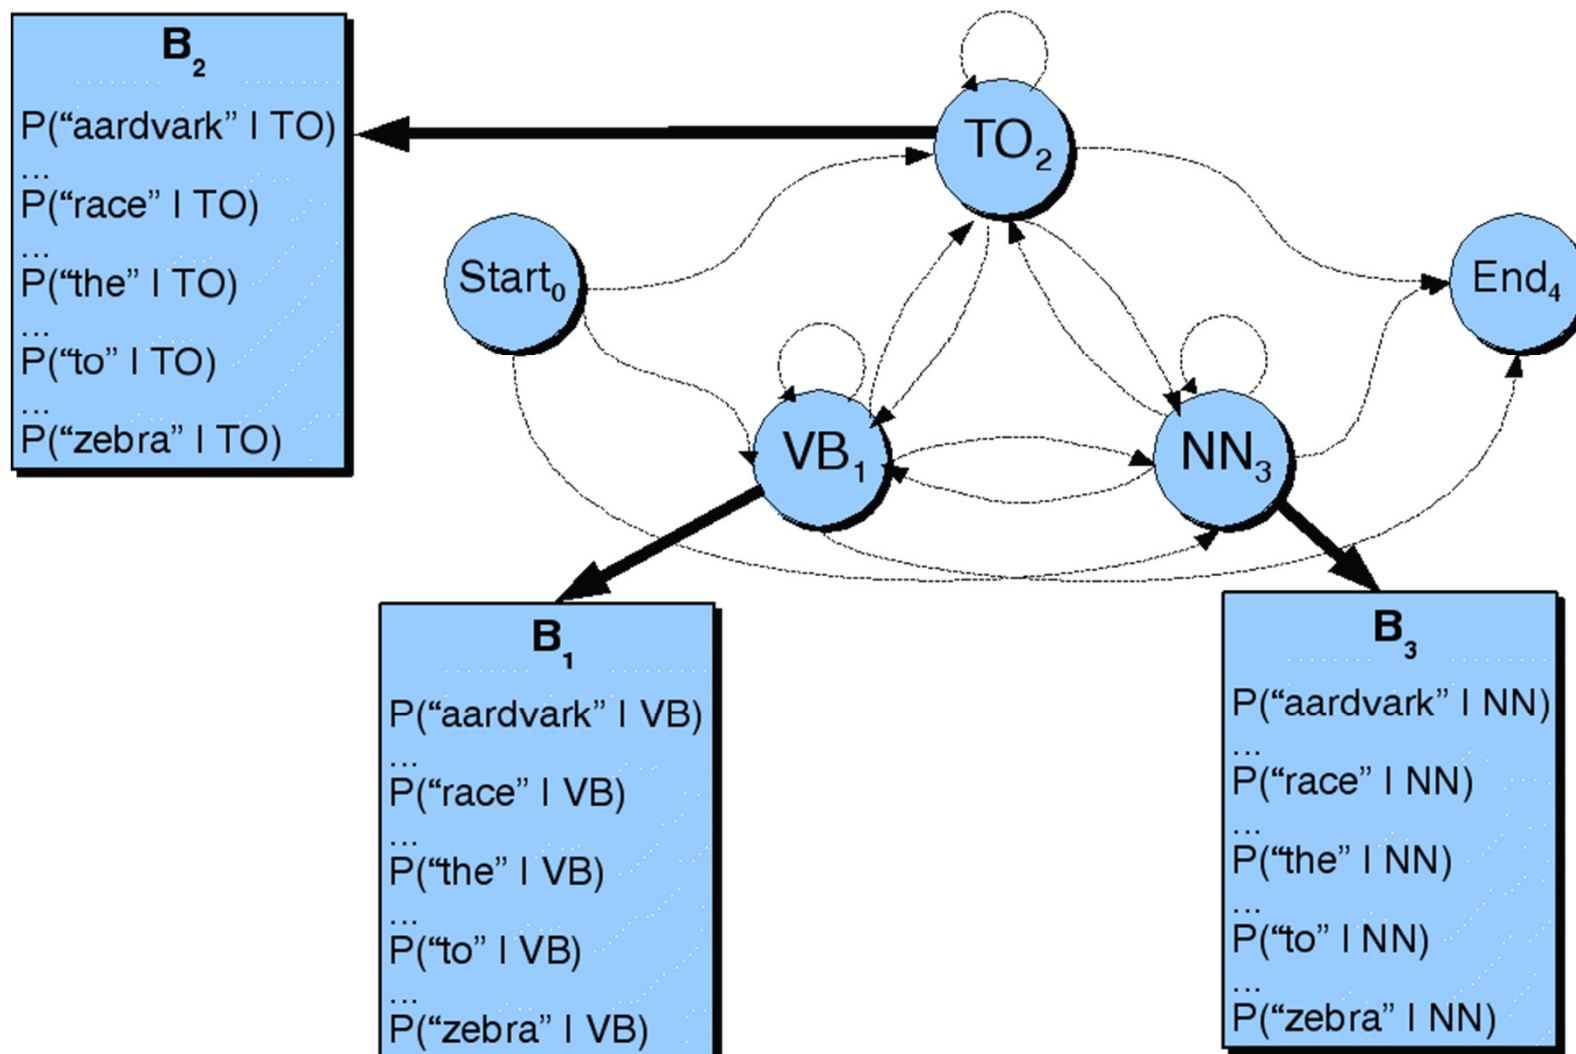 B₂
P(“aardvark” | TO)
...
P(“race” | TO)
...
P(“the” | TO)
...
P(“to” | TO)
...
P(“zebra” | TO)
TO₂
Start₀
End₄
VB₁
NN₃
B₁
P(“aardvark” | VB)
...
P(“race” | VB)
...
P(“the” | VB)
...
P(“to” | VB)
...
P(“zebra” | VB)
B₃
P(“aardvark” | NN)
...
P(“race” | NN)
...
P(“the” | NN)
...
P(“to” | NN)
...
P(“zebra” | NN)